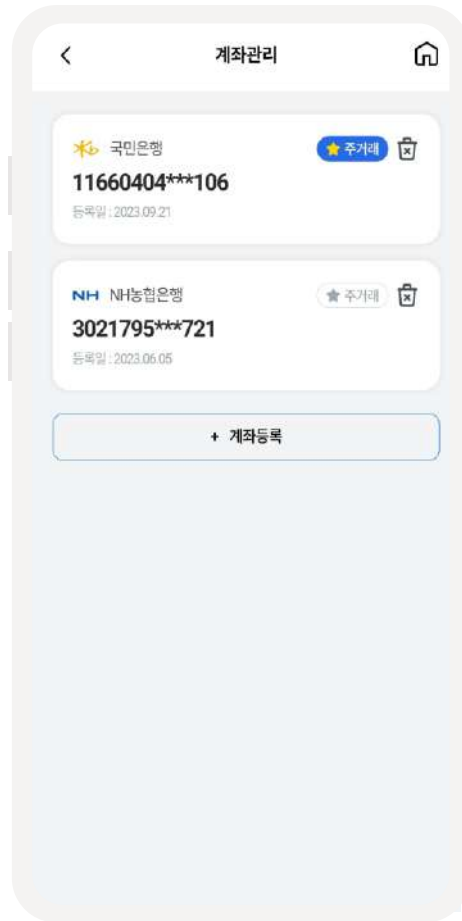 계좌관리
국민은행
주거래
11660404***106
등록일 : 2023.09.21
NH NH농협은행
주거래
3021795***721
등록일 : 2023.06.05
+ 계좌등록